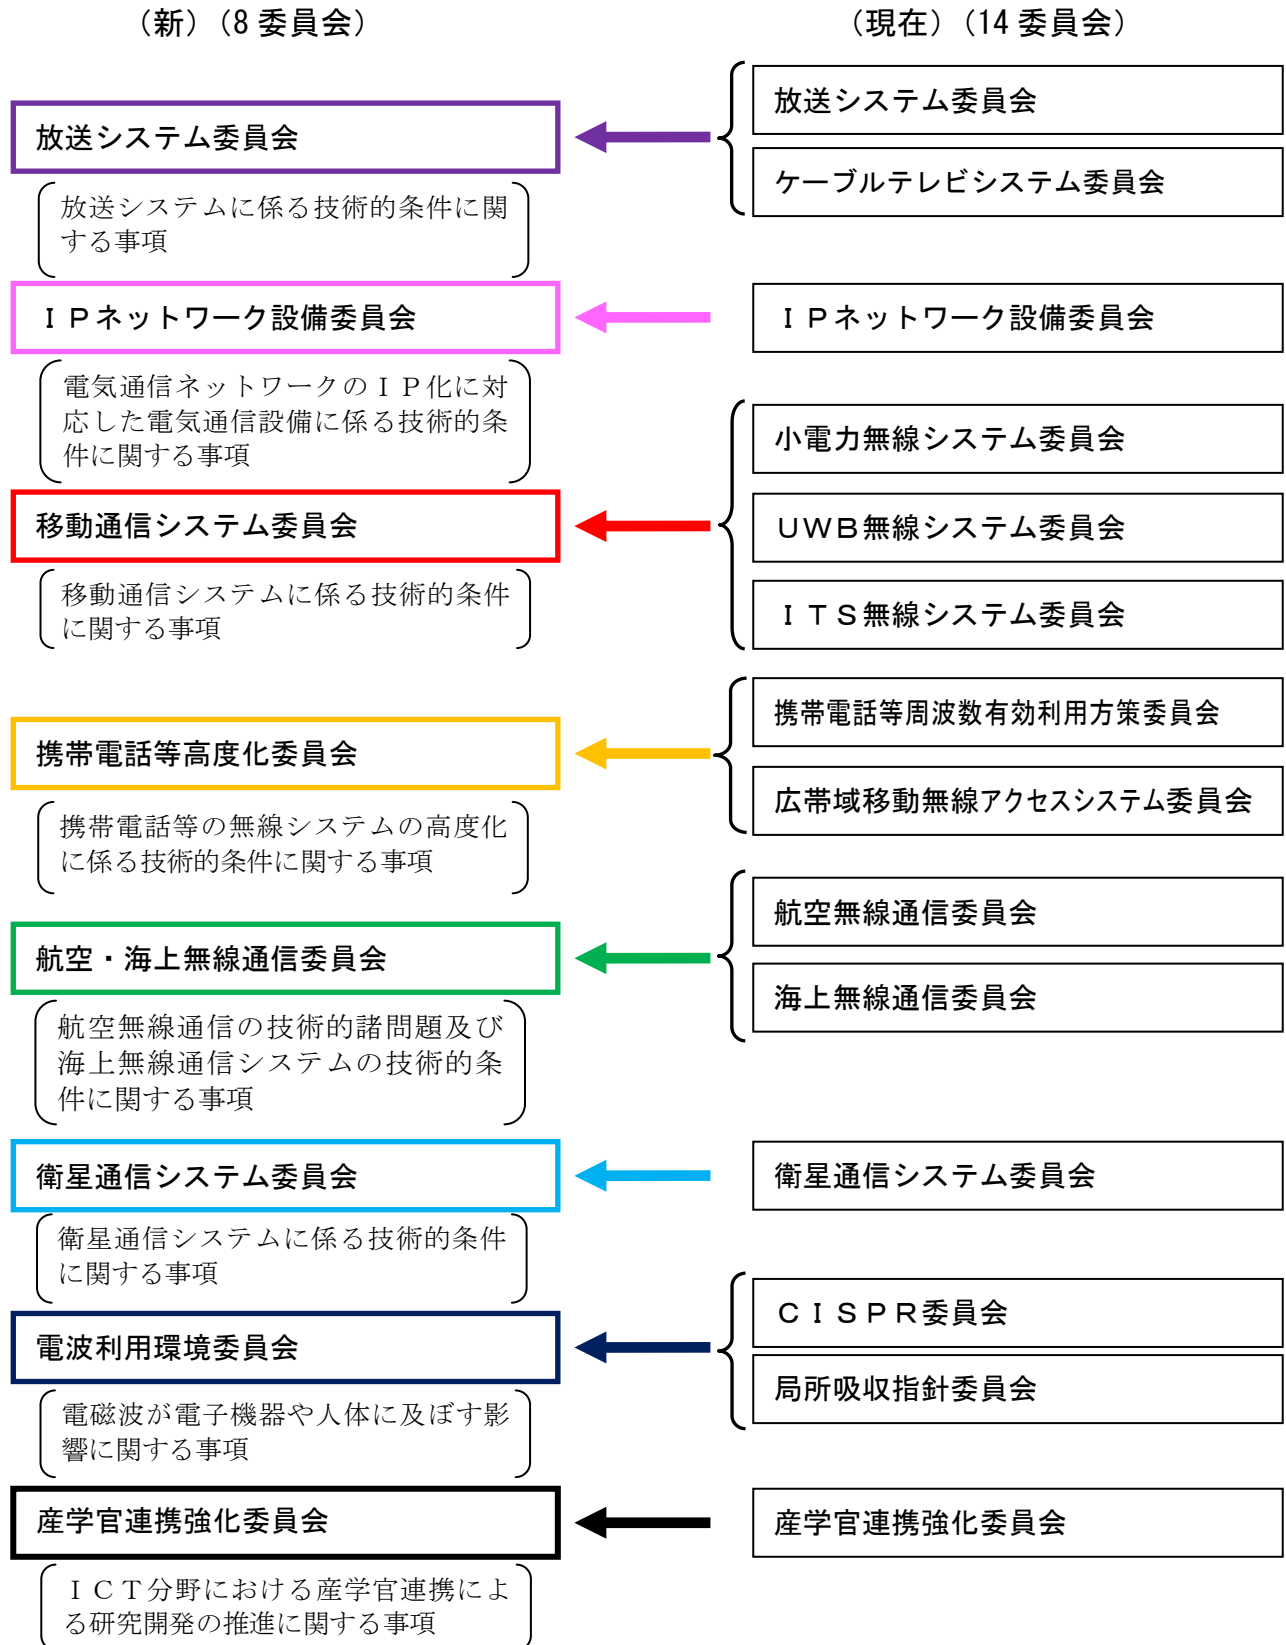 （新）（8 委員会）
（現在）（14 委員会）
放送システム委員会
放送システムに係る技術的条件に関
する事項
放送システム委員会
ケーブルテレビシステム委員会
ＩＰネットワーク設備委員会
電気通信ネットワークのＩＰ化に対
応した電気通信設備に係る技術的条
件に関する事項
ＩＰネットワーク設備委員会
移動通信システム委員会
移動通信システムに係る技術的条件
に関する事項
小電力無線システム委員会
ＵＷＢ無線システム委員会
ＩＴＳ無線システム委員会
携帯電話等高度化委員会
携帯電話等の無線システムの高度化
に係る技術的条件に関する事項
携帯電話等周波数有効利用方策委員会
広帯域移動無線アクセスシステム委員会
航空・海上無線通信委員会
航空無線通信の技術的諸問題及び
海上無線通信システムの技術的条
件に関する事項
航空無線通信委員会
海上無線通信委員会
衛星通信システム委員会
衛星通信システムに係る技術的条件
に関する事項
衛星通信システム委員会
電波利用環境委員会
電磁波が電子機器や人体に及ぼす影
響に関する事項
ＣＩＳＰＲ委員会
局所吸収指針委員会
産学官連携強化委員会
ＩＣＴ分野における産学官連携によ
る研究開発の推進に関する事項
産学官連携強化委員会